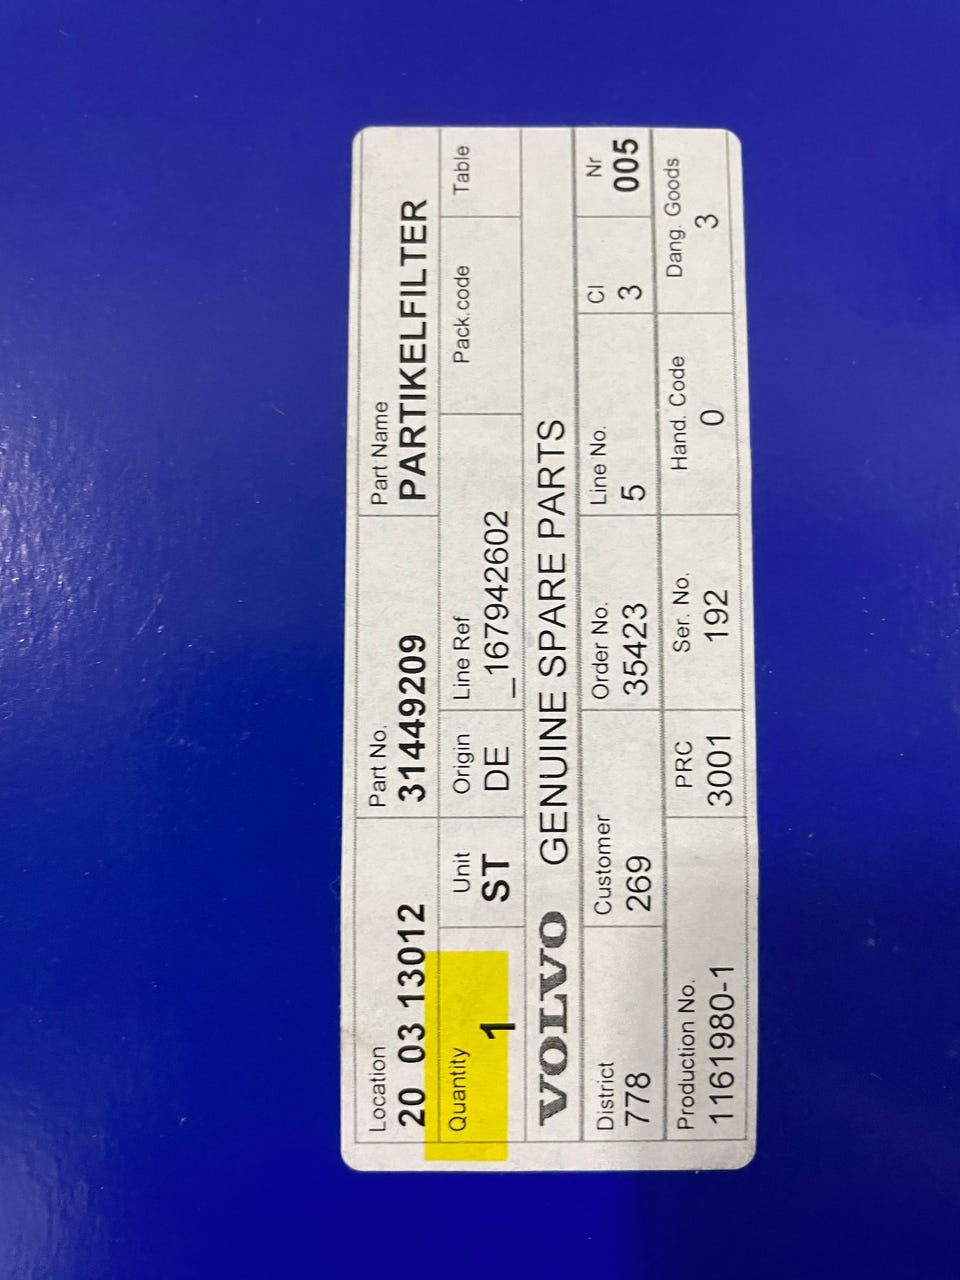 Location Part No. Part Name
20 03 13012 31449209 PARTIKELFILTER
Quantity Unit Origin Line Ref Pack.code Table
1 ST DE _167942602
VOLVO GENUINE SPARE PARTS
District Customer Order No. Line No. Cl Nr
778 269 35423 5 3 005
Production No. PRC Ser. No. Hand. Code Dang. Goods
1161980-1 3001 192 0 3